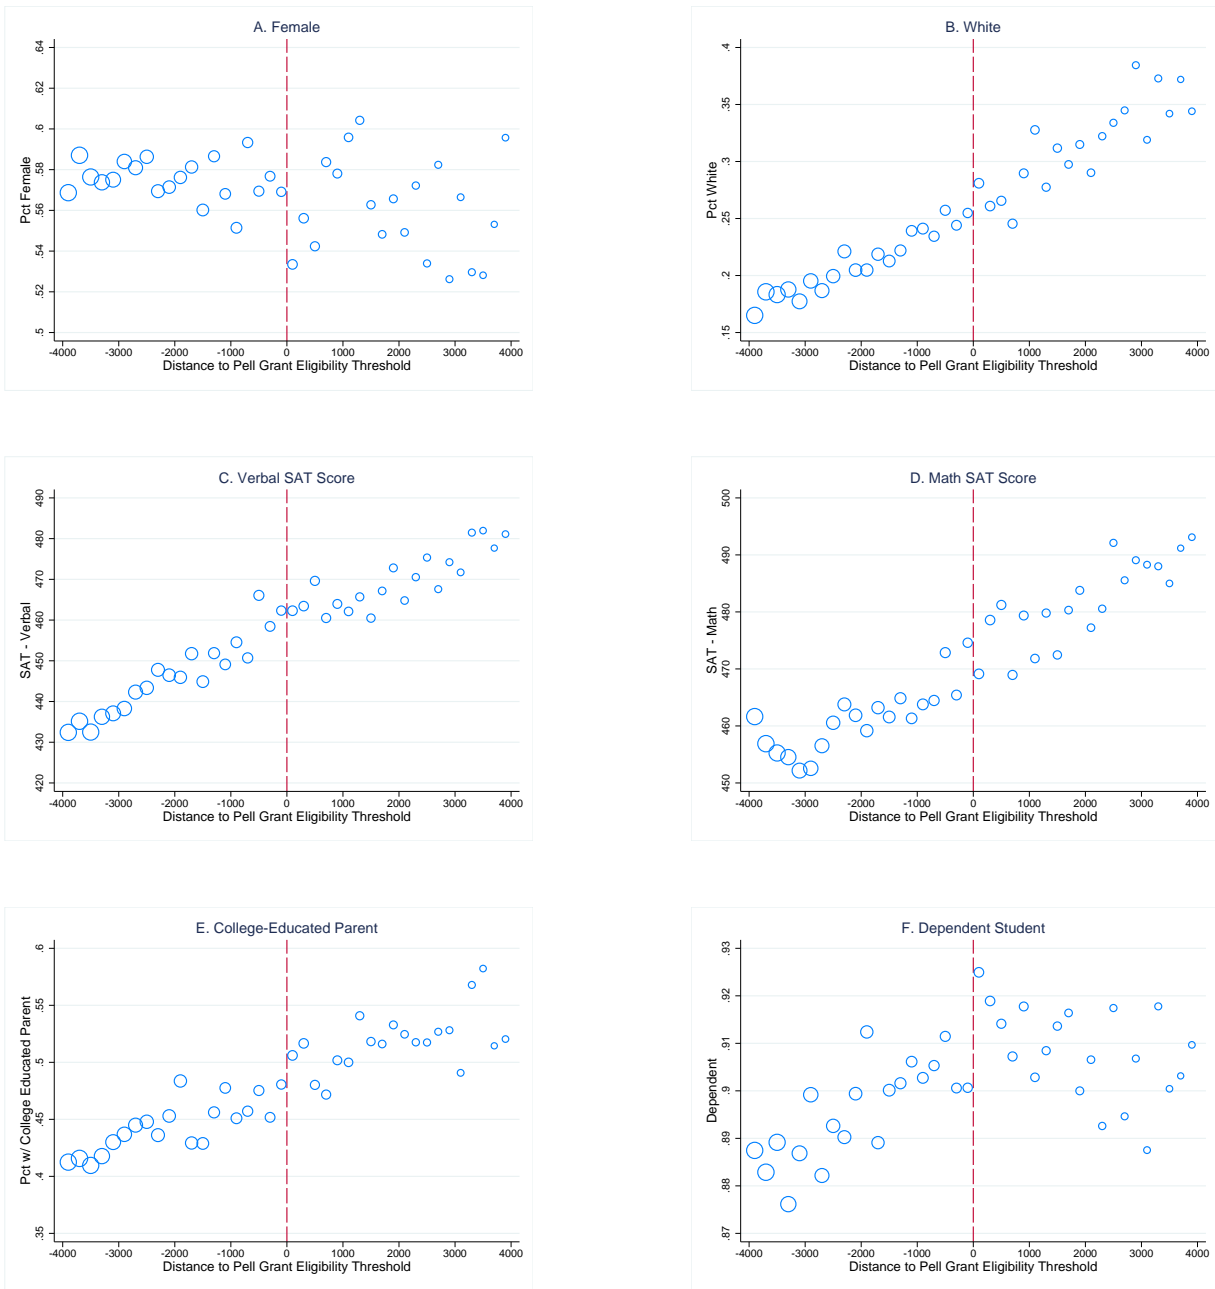 A. Female
Pct Female
.5 .52 .54 .56 .58 .6 .62 .64
-4000 -3000 -2000 -1000 0 1000 2000 3000 4000
Distance to Pell Grant Eligibility Threshold
B. White
Pct White
.15 .2 .25 .3 .35 .4
-4000 -3000 -2000 -1000 0 1000 2000 3000 4000
Distance to Pell Grant Eligibility Threshold
C. Verbal SAT Score
SAT - Verbal
420 430 440 450 460 470 480 490
-4000 -3000 -2000 -1000 0 1000 2000 3000 4000
Distance to Pell Grant Eligibility Threshold
D. Math SAT Score
SAT - Math
450 460 470 480 490 500
-4000 -3000 -2000 -1000 0 1000 2000 3000 4000
Distance to Pell Grant Eligibility Threshold
E. College-Educated Parent
Pct w/ College Educated Parent
.35 .4 .45 .5 .55 .6
-4000 -3000 -2000 -1000 0 1000 2000 3000 4000
Distance to Pell Grant Eligibility Threshold
F. Dependent Student
Dependent
.87 .88 .89 .9 .91 .92 .93
-4000 -3000 -2000 -1000 0 1000 2000 3000 4000
Distance to Pell Grant Eligibility Threshold